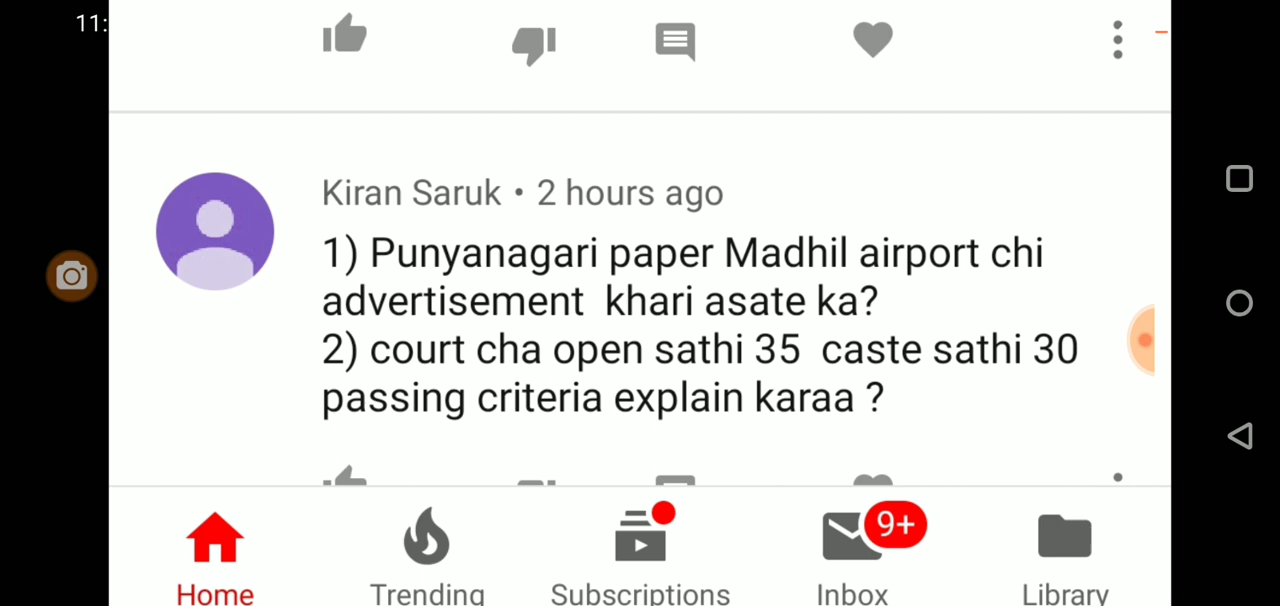 11:
Kiran Saruk • 2 hours ago
1) Punyanagari paper Madhil airport chi
advertisement khari asate ka?
2) court cha open sathi 35 caste sathi 30
passing criteria explain karaa ?
9+
Home Trending Subscriptions Inbox Library